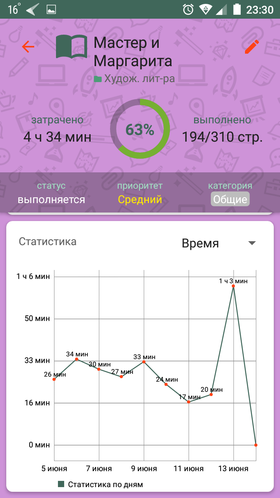 16°
23:30
Мастер и
Маргарита
Худож. лит-ра
затрачено
4 ч 34 мин
63%
выполнено
194/310 стр.
статус
выполняется
приоритет
Средний
категория
Общие
Статистика
Время
1 ч 6 мин
50 мин
33 мин
16 мин
0 мин
26 мин
34 мин
30 мин
27 мин
33 мин
24 мин
17 мин
20 мин
1 ч 3 мин
5 июня
7 июня
9 июня
11 июня
13 июня
Статистика по дням